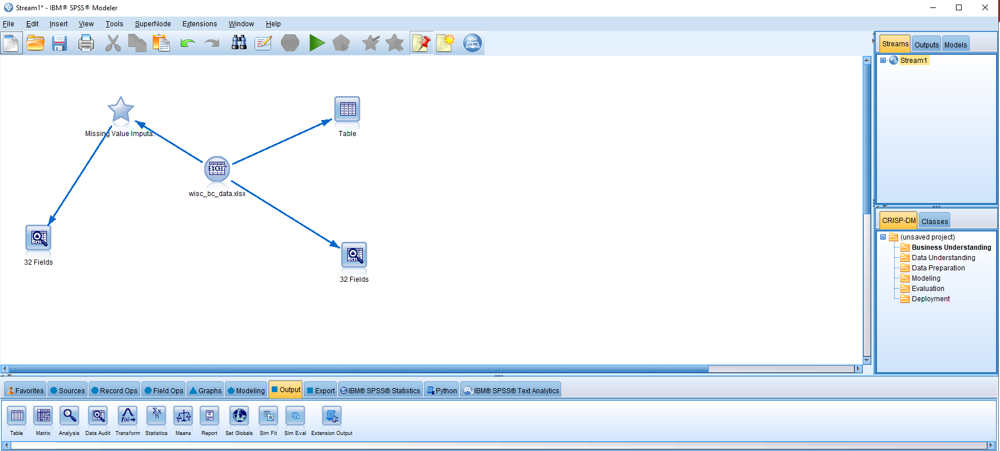 Stream1* - IBM® SPSS® Modeler
File Edit Insert View Tools SuperNode Extensions Window Help
abc
Streams Outputs Models
Stream1
Missing Value Imputa...
Table
EXCEL
wisc_bc_data.xlsx
32 Fields
32 Fields
CRISP-DM Classes
(unsaved project)
Business Understanding
Data Understanding
Data Preparation
Modeling
Evaluation
Deployment
Favorites Sources Record Ops Field Ops Graphs Modeling Output Export IBM® SPSS® Statistics Python IBM® SPSS® Text Analytics
Table Matrix Analysis Data Audit Transform Statistics Means Report Set Globals Sim Fit Sim Eval Extension Output